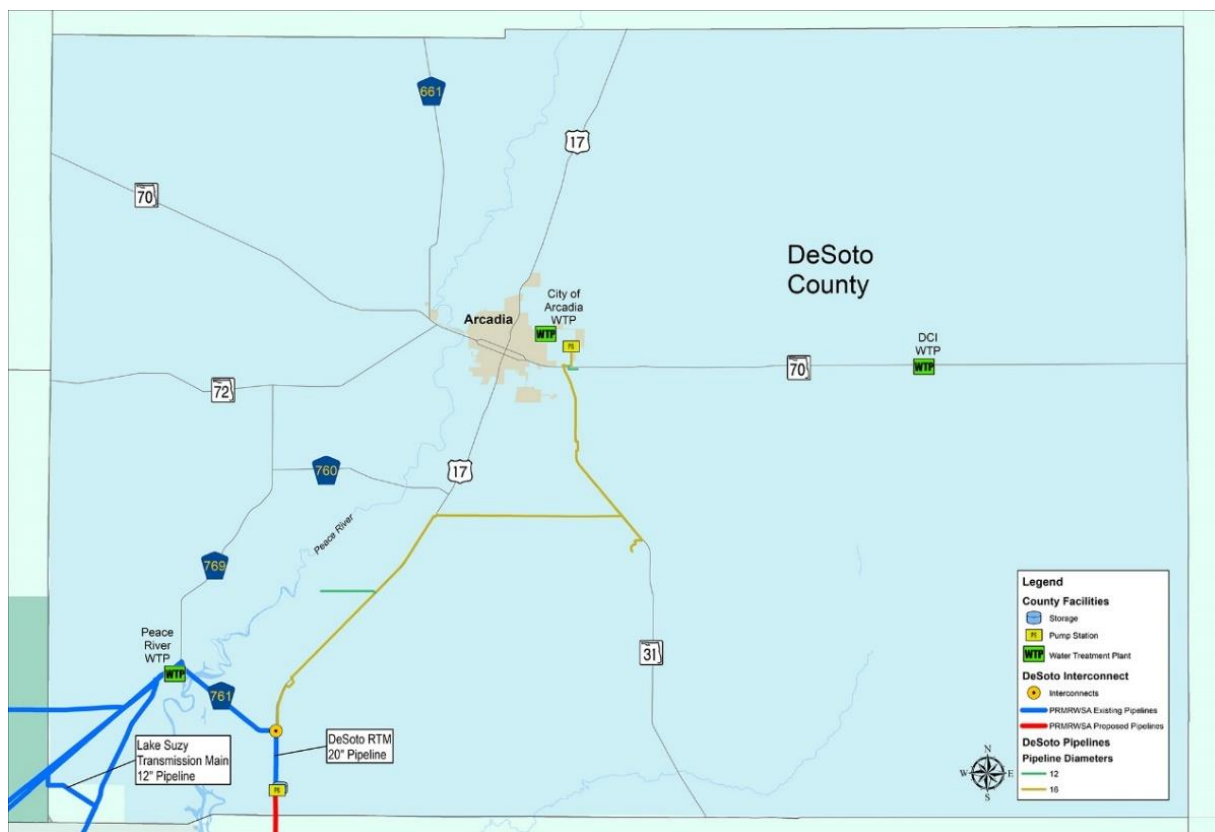 661
17
70
DeSoto
County
City of
Arcadia
WTP
Arcadia
WTP
PS
DCI
WTP
70
WTP
72
760
17
Peace River
769
Peace
River
WTP
WTP
761
31
Lake Suzy
Transmission Main
12" Pipeline
DeSoto RTM
20" Pipeline
PS
Legend
County Facilities
Storage
PS
Pump Station
WTP
Water Treatment Plant
DeSoto Interconnect
Interconnects
PRMRWSA Existing Pipelines
PRMRWSA Proposed Pipelines
DeSoto Pipelines
Pipeline Diameters
12
16
N
W
E
S